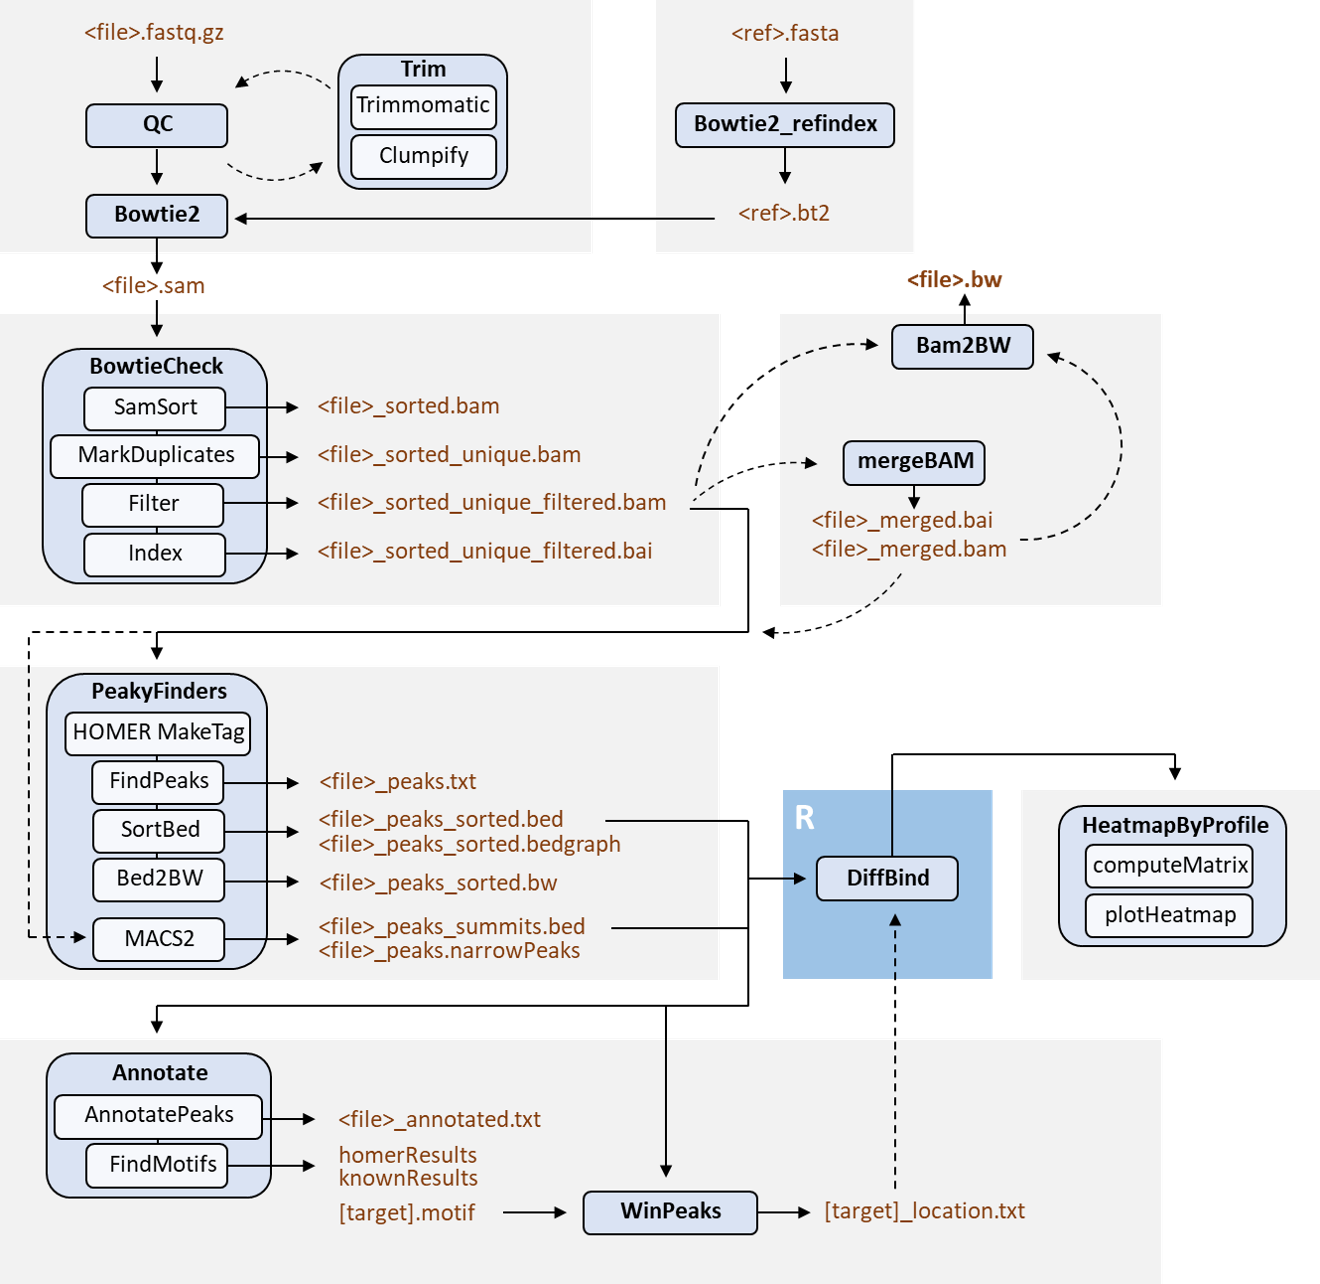 <file>.fastq.gz
<ref>.fasta
Trim
Trimmomatic
Clumpify
QC
Bowtie2_refindex
Bowtie2
<ref>.bt2
<file>.sam
<file>.bw
Bam2BW
BowtieCheck
SamSort
<file>_sorted.bam
MarkDuplicates
<file>_sorted_unique.bam
Filter
<file>_sorted_unique_filtered.bam
Index
<file>_sorted_unique_filtered.bai
mergeBAM
<file>_merged.bai
<file>_merged.bam
PeakyFinders
HOMER MakeTag
FindPeaks
<file>_peaks.txt
SortBed
<file>_peaks_sorted.bed
<file>_peaks_sorted.bedgraph
Bed2BW
<file>_peaks_sorted.bw
MACS2
<file>_peaks_summits.bed
<file>_peaks.narrowPeaks
R
DiffBind
HeatmapByProfile
computeMatrix
plotHeatmap
Annotate
AnnotatePeaks
<file>_annotated.txt
FindMotifs
homerResults
knownResults
[target].motif
WinPeaks
[target]_location.txt